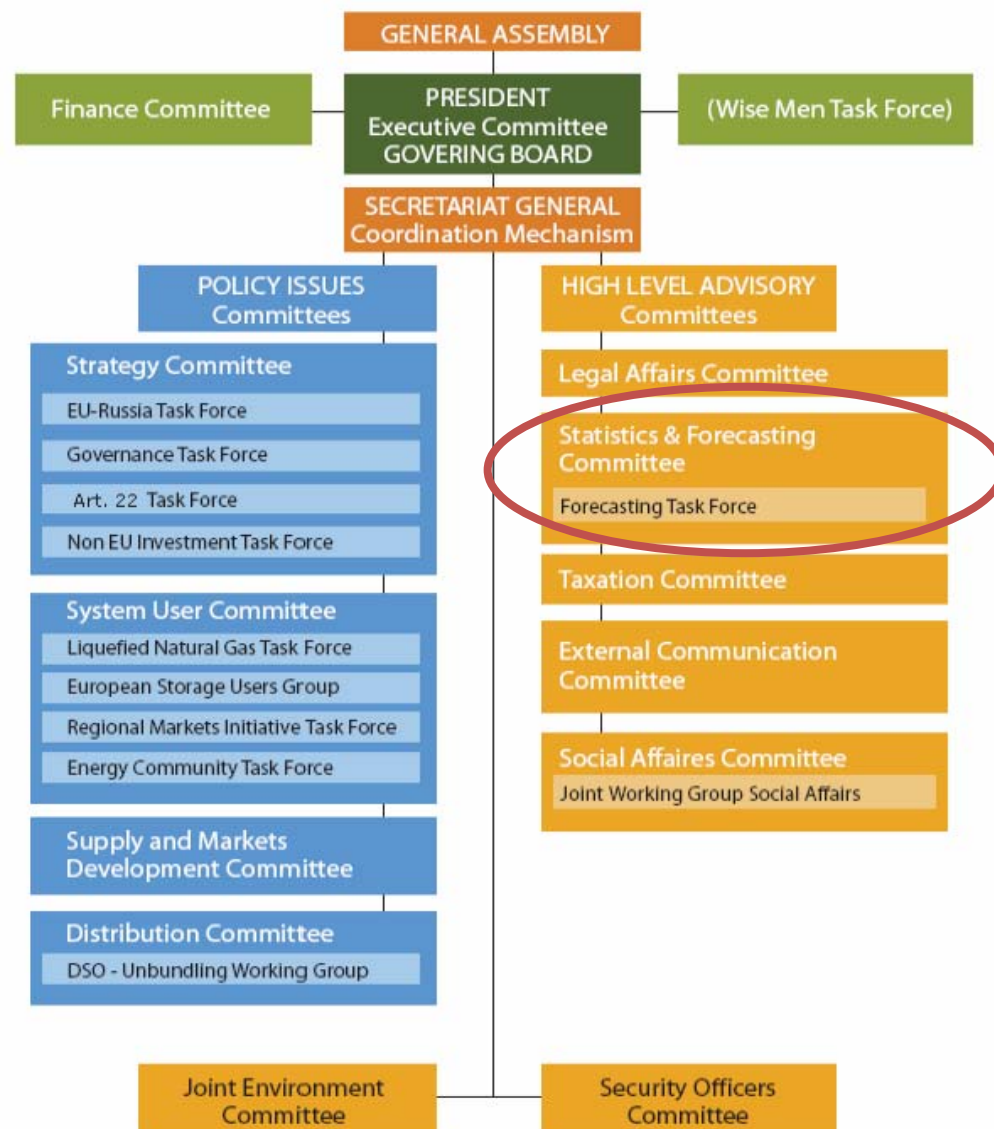 GENERAL ASSEMBLY
Finance Committee
PRESIDENT
Executive Committee
GOVERING BOARD
(Wise Men Task Force)
SECRETARIAT GENERAL
Coordination Mechanism
POLICY ISSUES
Committees
Strategy Committee
EU-Russia Task Force
Governance Task Force
Art. 22 Task Force
Non EU Investment Task Force
System User Committee
Liquefied Natural Gas Task Force
European Storage Users Group
Regional Markets Initiative Task Force
Energy Community Task Force
Supply and Markets
Development Committee
Distribution Committee
DSO - Unbundling Working Group
HIGH LEVEL ADVISORY
Committees
Legal Affairs Committee
Statistics & Forecasting
Committee
Forecasting Task Force
Taxation Committee
External Communication
Committee
Social Affaires Committee
Joint Working Group Social Affairs
Joint Environment
Committee
Security Officers
Committee